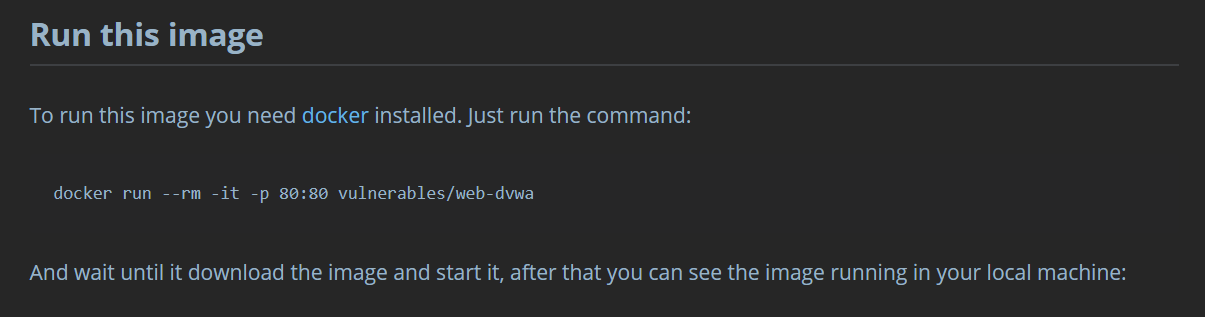 Run this image
To run this image you need docker installed. Just run the command:
docker run --rm -it -p 80:80 vulnerables/web-dvwa
And wait until it download the image and start it, after that you can see the image running in your local machine: